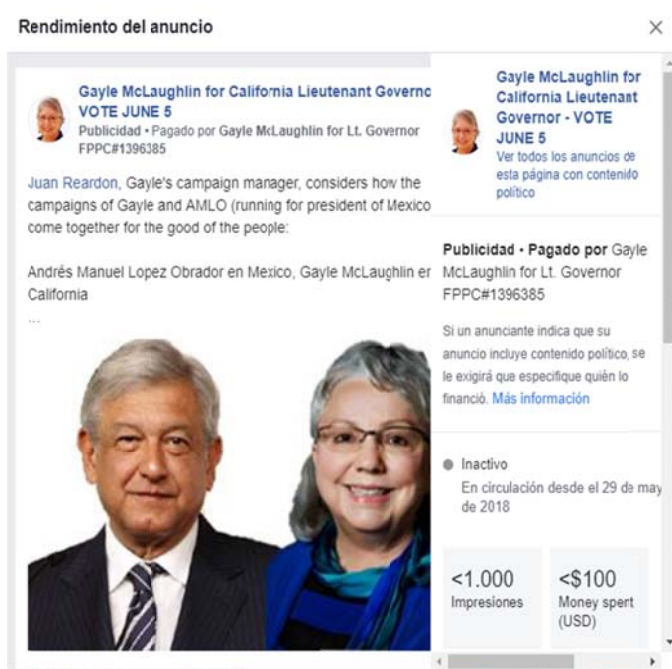 Rendimiento del anuncio
Gayle McLaughlin for California Lieutenant Governo
VOTE JUNE 5
Publicidad • Pagado por Gayle McLaughlin for Lt. Governor
FPPC#1396385
Juan Reardon, Gayle's campaign manager, considers how the
campaigns of Gayle and AMLO (running for president of Mexico
come together for the good of the people:
Andrés Manuel Lopez Obrador en Mexico, Gayle McLaughlin en
California
...
Gayle McLaughlin for
California Lieutenant
Governor - VOTE
JUNE 5
Ver todos los anuncios de
esta página con contenido
político
Publicidad • Pagado por Gayle
McLaughlin for Lt. Governor
FPPC#1396385
Si un anunciante indica que su
anuncio incluye contenido político, se
le exigirá que especifique quién lo
financió. Más información
Inactivo
En circulación desde el 29 de may
de 2018
<1.000
Impresiones
<$100
Money spent
(USD)